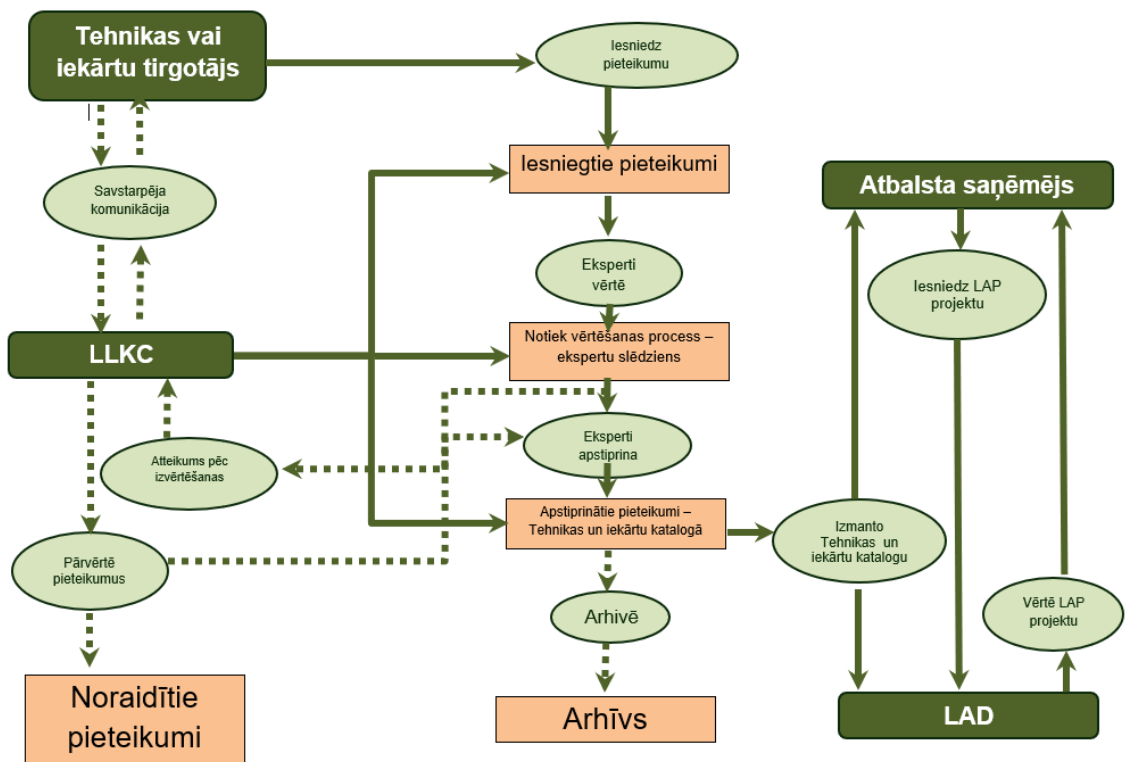 Tehnikas vai
iekārtu tirgotājs
Iesniedz
pieteikumu
Iesniegtie pieteikumi
Savstarpēja
komunikācija
Atbalsta saņēmējs
Eksperti
vērtē
Iesniedz LAP
projektu
LLKC
Notiek vērtēšanas process –
ekspertu slēdziens
Atteikums pēc
izvērtēšanas
Eksperti
apstiprina
Apstiprinātie pieteikumi –
Tehnikas un iekārtu katalogā
Izmanto
Tehnikas un
iekārtu katalogu
Pārvērtē
pieteikumus
Arhivē
Vērtē LAP
projektu
Noraidītie
pieteikumi
Arhīvs
LAD